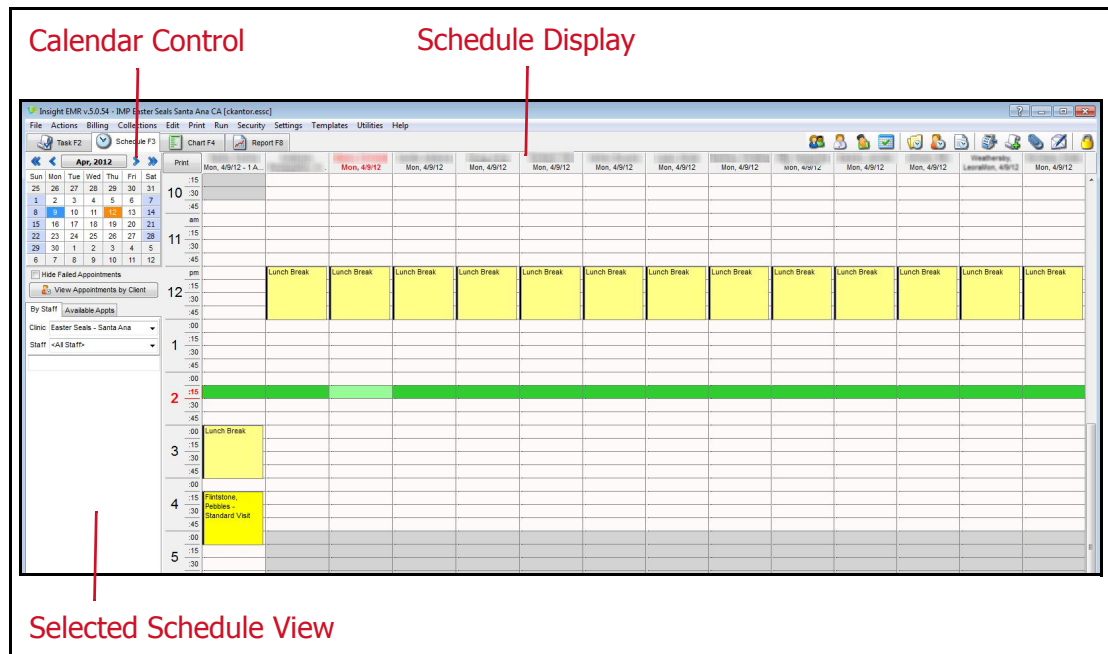 Calendar Control
Schedule Display
Insight EMR v.5.0.54 - IMP Easter Seals Santa Ana CA [ckantor.essc]
File Actions Billing Collections Edit Print Run Security Settings Templates Utilities Help
Task F2 Schedule F3 Chart F4 Report F8
Apr, 2012
Print
Mon, 4/9/12 - 1 A... Mon, 4/9/12 Mon, 4/9/12 Mon, 4/9/12 Mon, 4/9/12 Mon, 4/9/12 Mon, 4/9/12 Mon, 4/9/12 Mon, 4/9/12 Mon, 4/9/12 Mon, 4/9/12 Mon, 4/9/12
Sun Mon Tue Wed Thu Fri Sat
25 26 27 28 29 30 31
1 2 3 4 5 6 7
8 9 10 11 12 13 14
15 16 17 18 19 20 21
22 23 24 25 26 27 28
29 30 1 2 3 4 5
6 7 8 9 10 11 12
Hide Failed Appointments
View Appointments by Client
By Staff Available Appts
Clinic Easter Seals - Santa Ana
Staff <All Staff>
:15
10 :30
:45
am
11 :15
:30
:45
pm Lunch Break Lunch Break Lunch Break Lunch Break Lunch Break Lunch Break Lunch Break Lunch Break Lunch Break Lunch Break Lunch Break Lunch Break Lunch Break
12 :15
:30
:45
:00
1 :15
:30
:45
:00
2 :15
:30
:45
:00 Lunch Break
3 :15
:30
:45
:00
4 :15 Flintstone,
Pebbles -
:30 Standard Visit
:45
:00
5 :15
:30
Selected Schedule View